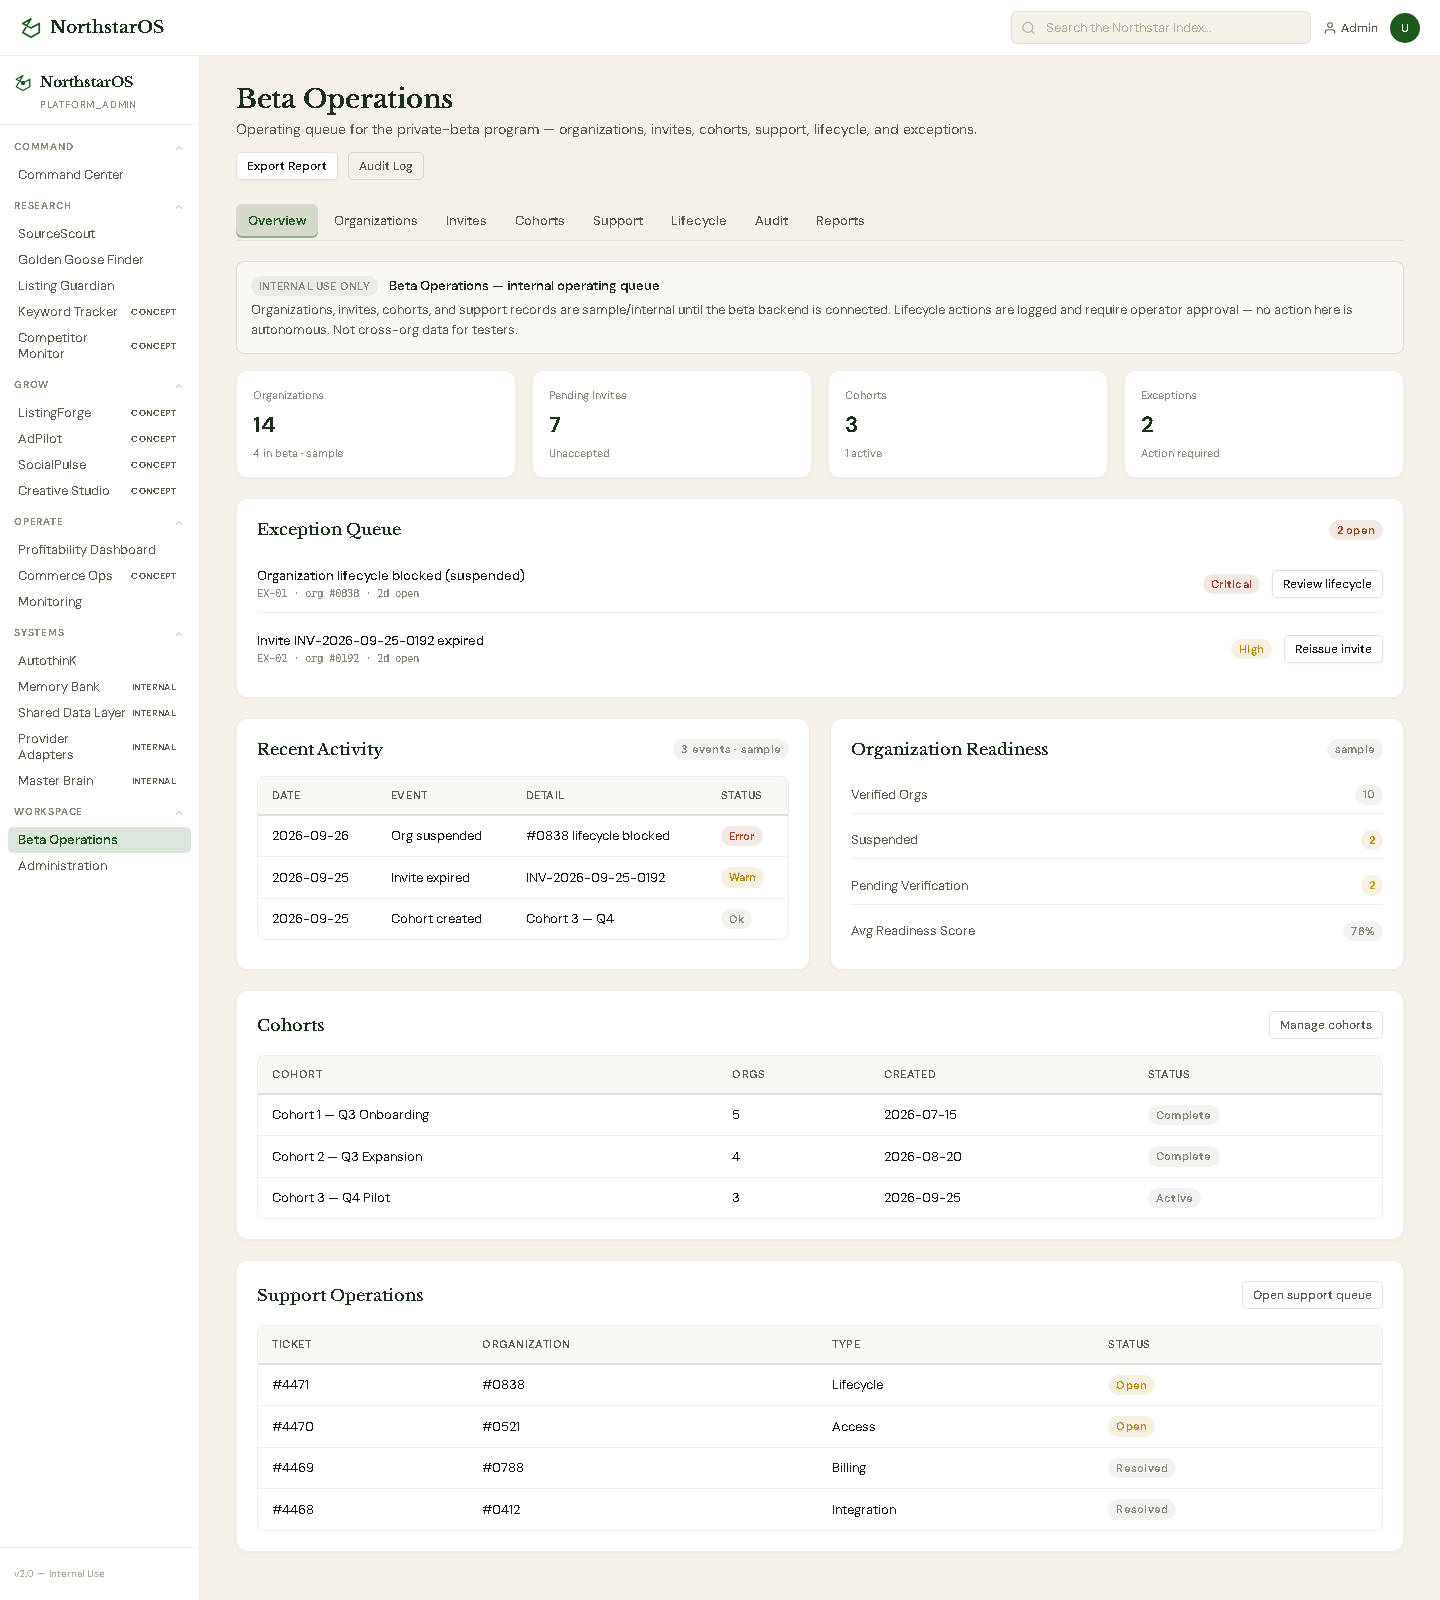 NorthstarOS
Search the Northstar Index...
Admin
U
NorthstarOS
PLATFORM_ADMIN
COMMAND
Command Center
RESEARCH
SourceScout
Golden Goose Finder
Listing Guardian
Keyword Tracker CONCEPT
Competitor
Monitor CONCEPT
GROW
ListingForge CONCEPT
AdPilot CONCEPT
SocialPulse CONCEPT
Creative Studio CONCEPT
OPERATE
Profitability Dashboard
Commerce Ops CONCEPT
Monitoring
SYSTEMS
AutothinK
Memory Bank INTERNAL
Shared Data Layer INTERNAL
Provider
Adapters INTERNAL
Master Brain INTERNAL
WORKSPACE
Beta Operations
Administration
v2.0 — Internal Use
Beta Operations
Operating queue for the private-beta program — organizations, invites, cohorts, support, lifecycle, and exceptions.
Export Report Audit Log
Overview Organizations Invites Cohorts Support Lifecycle Audit Reports
INTERNAL USE ONLY Beta Operations — internal operating queue
Organizations, invites, cohorts, and support records are sample/internal until the beta backend is connected. Lifecycle actions are logged and require operator approval — no action here is
autonomous. Not cross-org data for testers.
Organizations
14
4 in beta · sample
Pending Invites
7
Unaccepted
Cohorts
3
1 active
Exceptions
2
Action required
Exception Queue 2 open
Organization lifecycle blocked (suspended)
EX-01 · org #0838 · 2d open
Critical Review lifecycle
Invite INV-2026-09-25-0192 expired
EX-02 · org #0192 · 2d open
High Reissue invite
Recent Activity 3 events · sample
DATE EVENT DETAIL STATUS
2026-09-26 Org suspended #0838 lifecycle blocked Error
2026-09-25 Invite expired INV-2026-09-25-0192 Warn
2026-09-25 Cohort created Cohort 3 — Q4 Ok
Organization Readiness sample
Verified Orgs 10
Suspended 2
Pending Verification 2
Avg Readiness Score 76%
Cohorts Manage cohorts
COHORT ORGS CREATED STATUS
Cohort 1 — Q3 Onboarding 5 2026-07-15 Complete
Cohort 2 — Q3 Expansion 4 2026-08-20 Complete
Cohort 3 — Q4 Pilot 3 2026-09-25 Active
Support Operations Open support queue
TICKET ORGANIZATION TYPE STATUS
#4471 #0838 Lifecycle Open
#4470 #0521 Access Open
#4469 #0788 Billing Resolved
#4468 #0412 Integration Resolved